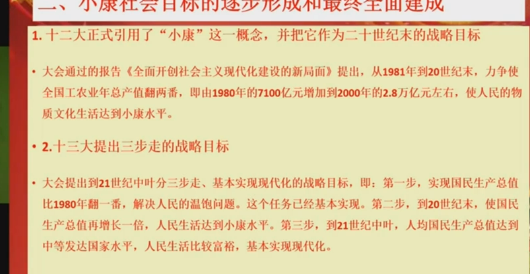 二、小康社会目标的逐步形成和最终全面建成
1. 十二大正式引用了“小康”这一概念，并把它作为二十世纪末的战略目标
• 大会通过的报告《全面开创社会主义现代化建设的新局面》提出，从1981年到20世纪末，力争使
全国工农业年总产值翻两番，即由1980年的7100亿元增加到2000年的2.8万亿元左右，使人民的物
质文化生活达到小康水平。
• 2.十三大提出三步走的战略目标
• 大会提到到21世纪中叶分三步走、基本实现现代化的战略目标，即：第一步，实现国民生产总值
比1980年翻一番，解决人民的温饱问题。这个任务已经基本实现。第二步，到20世纪末，使国民
生产总值再增长一倍，人民生活达到小康水平。第三步，到21世纪中叶，人均国民生产总值达到
中等发达国家水平，人民生活比较富裕，基本实现现代化。